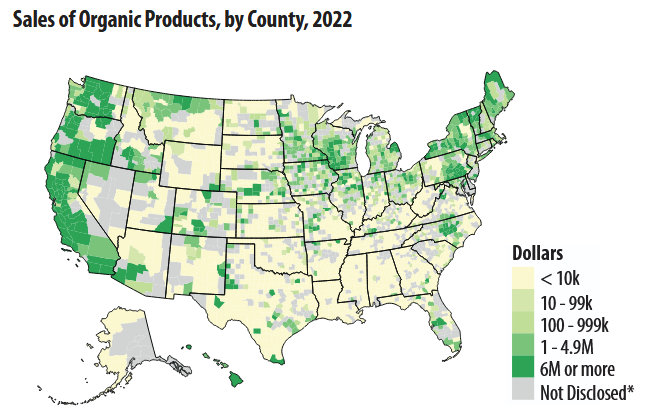 Sales of Organic Products, by County, 2022
Dollars
< 10k
10 - 99k
100 - 999k
1 - 4.9M
6M or more
Not Disclosed*